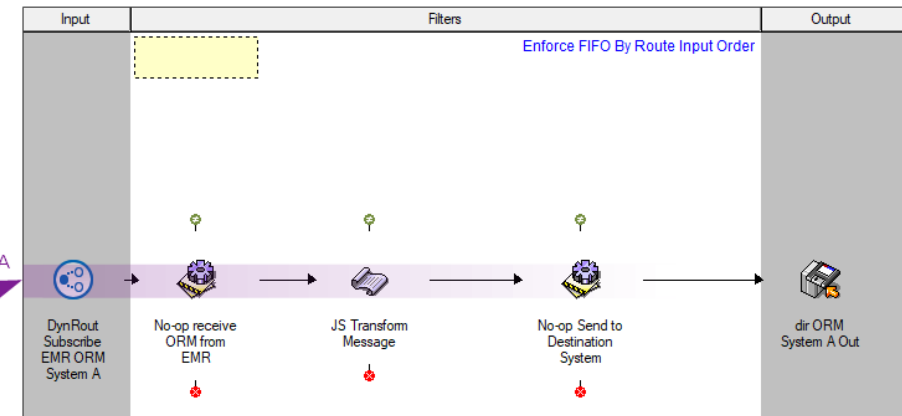 Input
Filters
Output
Enforce FIFO By Route Input Order
A
DynRout
Subscribe
EMR ORM
System A
No-op receive
ORM from
EMR
JS Transform
Message
No-op Send to
Destination
System
dir ORM
System A Out